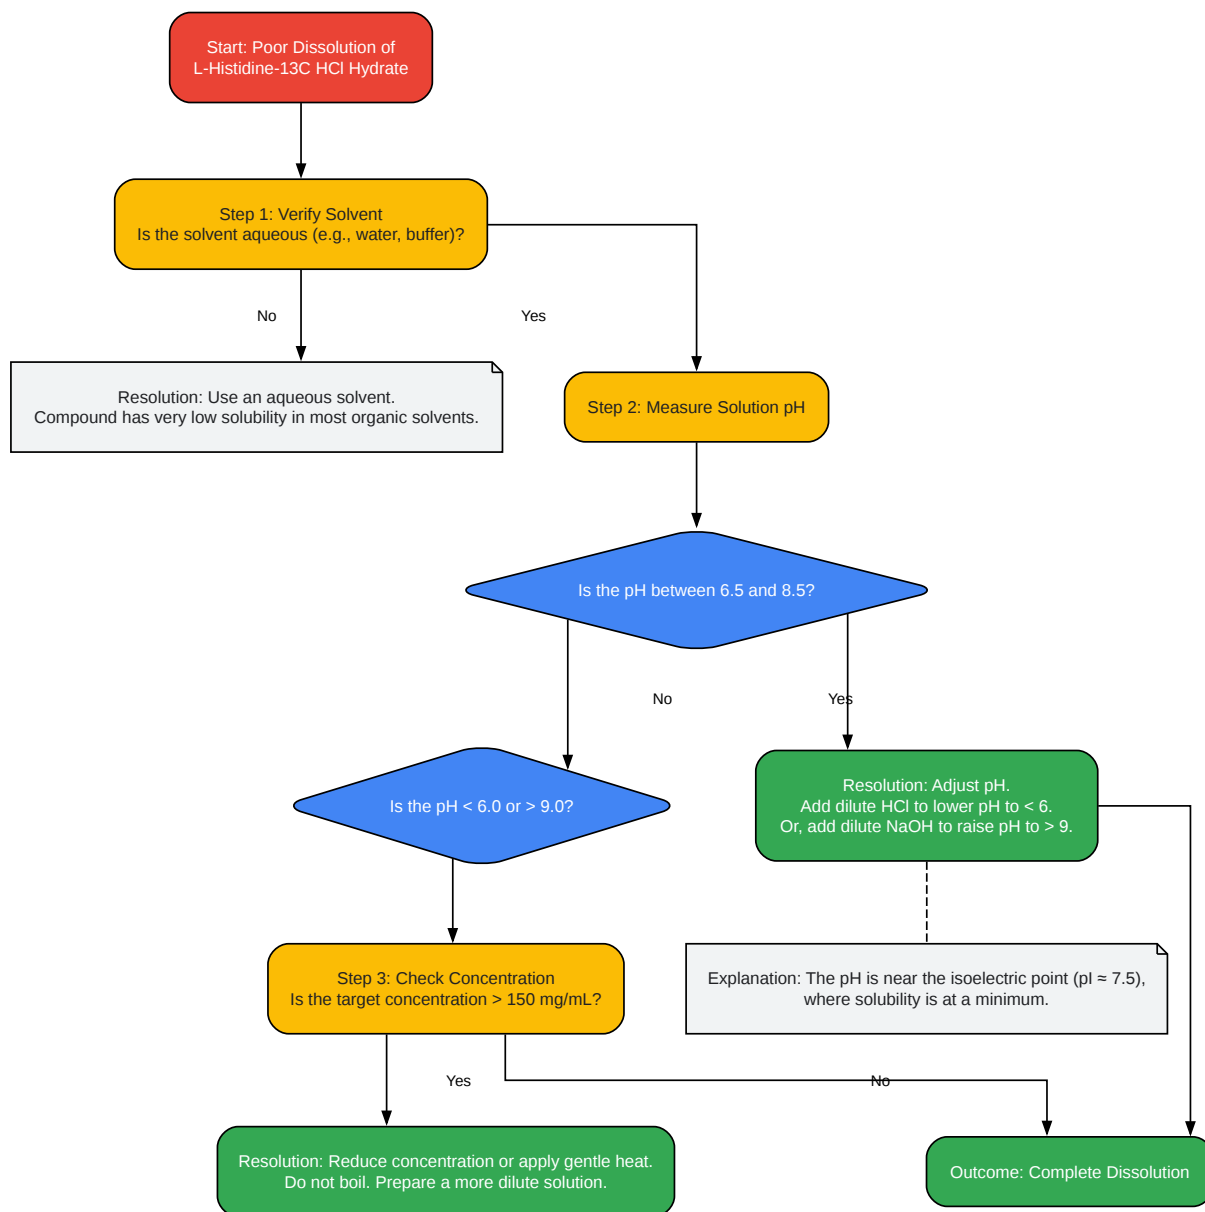 Start: Poor Dissolution of
L-Histidine-13C HCl Hydrate
Step 1: Verify Solvent
Is the solvent aqueous (e.g., water, buffer)?
No
Yes
Resolution: Use an aqueous solvent.
Compound has very low solubility in most organic solvents.
Step 2: Measure Solution pH
Is the pH between 6.5 and 8.5?
No
Yes
Is the pH < 6.0 or > 9.0?
Resolution: Adjust pH.
Add dilute HCl to lower pH to < 6.
Or, add dilute NaOH to raise pH to > 9.
Step 3: Check Concentration
Is the target concentration > 150 mg/mL?
Explanation: The pH is near the isoelectric point (pI ≈ 7.5),
where solubility is at a minimum.
Yes
No
Resolution: Reduce concentration or apply gentle heat.
Do not boil. Prepare a more dilute solution.
Outcome: Complete Dissolution